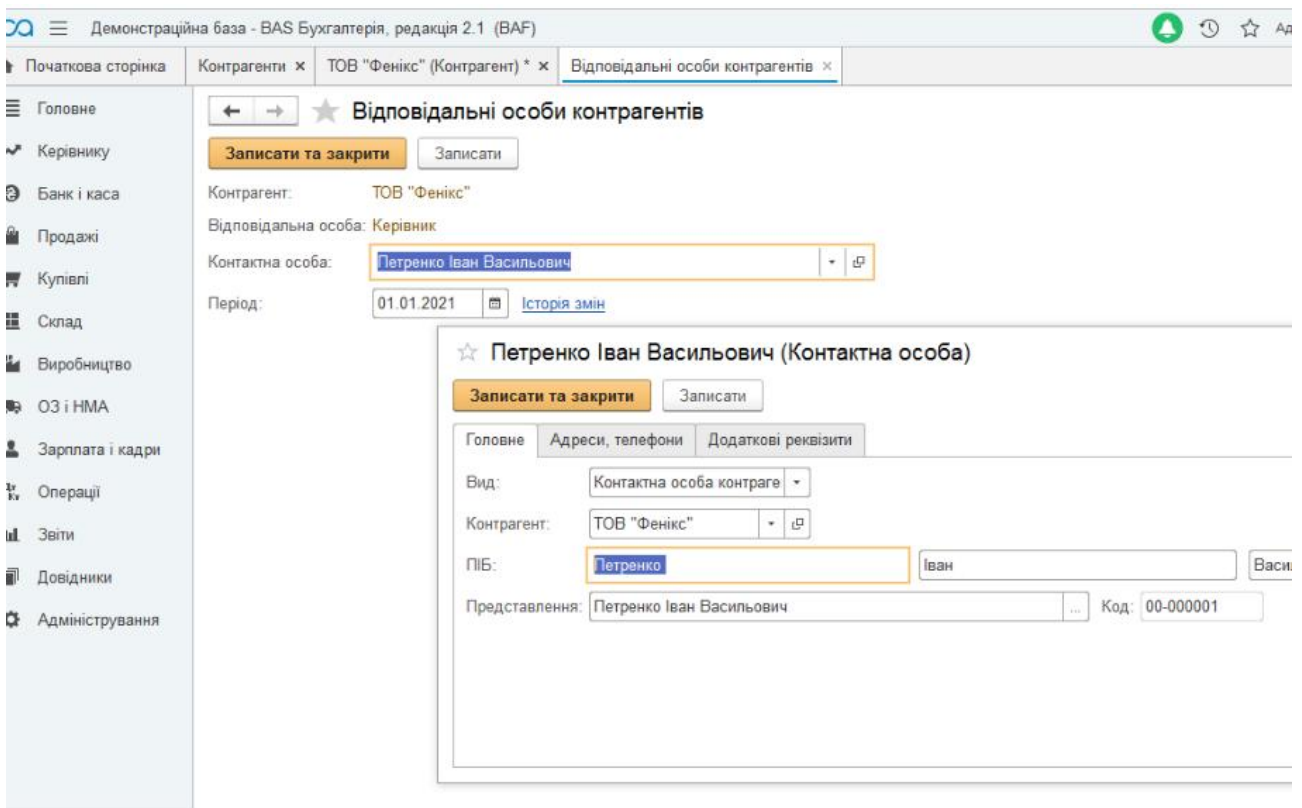 Демонстраційна база - BAS Бухгалтерія, редакція 2.1 (BAF)
Початкова сторінка Контрагенти × ТОВ "Фенікс" (Контрагент) * × Відповідальні особи контрагентів ×
Головне
Керівнику
Банк і каса
Продажі
Купівлі
Склад
Виробництво
ОЗ і НМА
Зарплата і кадри
Операції
Звіти
Довідники
Адміністрування
Відповідальні особи контрагентів
Записати та закрити Записати
Контрагент: ТОВ "Фенікс"
Відповідальна особа: Керівник
Контактна особа: Петренко Іван Васильович
Період: 01.01.2021 Історія змін
Петренко Іван Васильович (Контактна особа)
Записати та закрити Записати
Головне Адреси, телефони Додаткові реквізити
Вид: Контактна особа контраге
Контрагент: ТОВ "Фенікс"
ПІБ: Петренко Іван Васи
Представлення: Петренко Іван Васильович ... Код: 00-000001